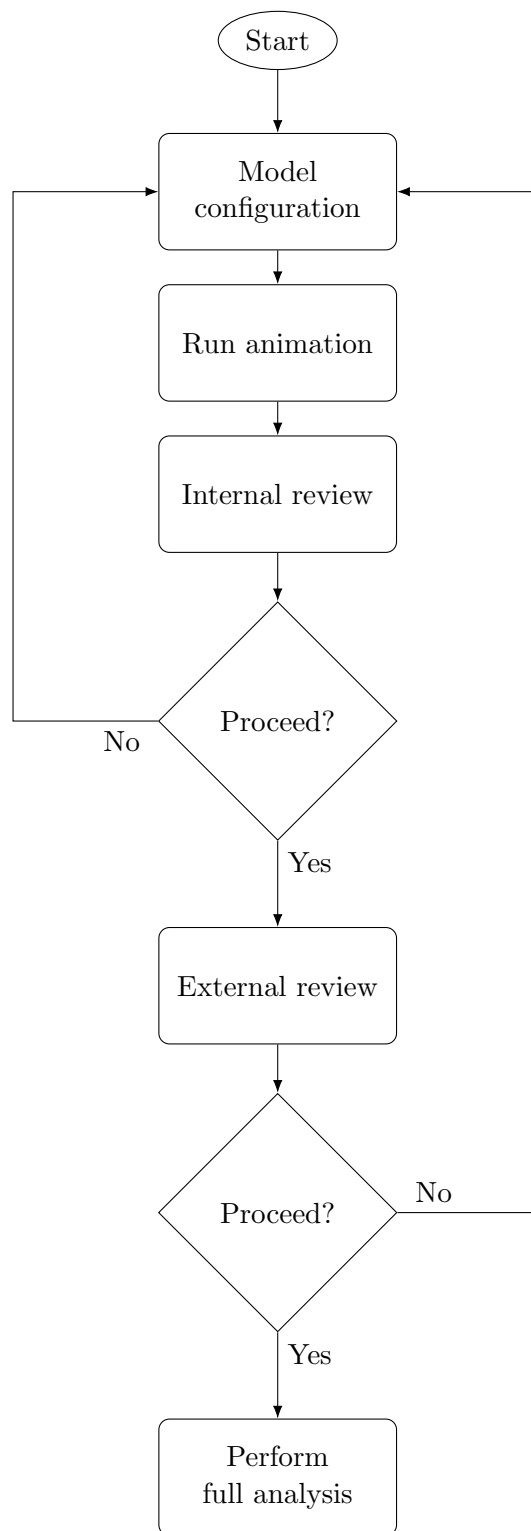 Start
Model
configuration
Run animation
Internal review
Proceed?
No
Yes
External review
No
Proceed?
Yes
Perform
full analysis